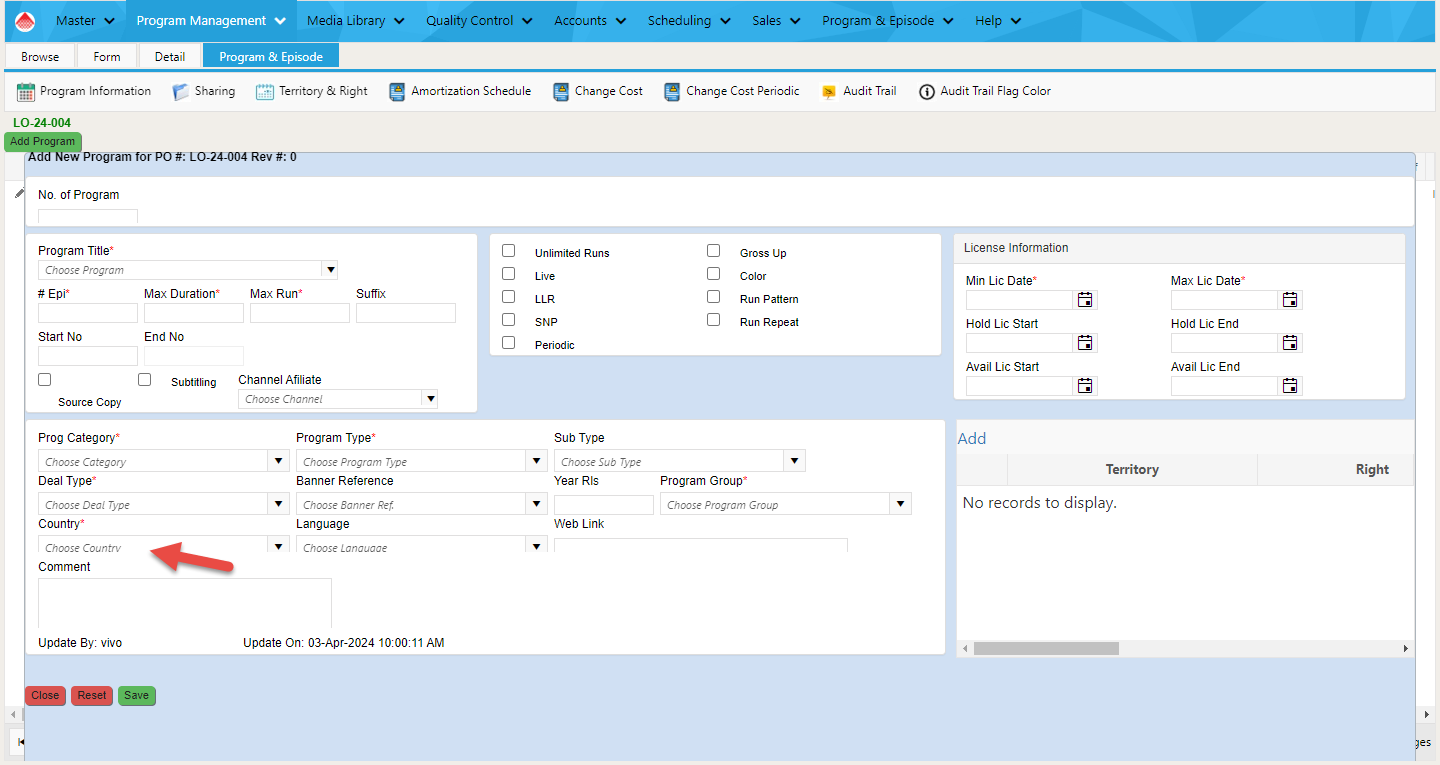 Master Program Management Media Library Quality Control Accounts Scheduling Sales Program & Episode Help
Browse Form Detail Program & Episode
Program Information Sharing Territory & Right Amortization Schedule Change Cost Change Cost Periodic Audit Trail Audit Trail Flag Color
LO-24-004
Add Program
Add New Program for PO #: LO-24-004 Rev #: 0
No. of Program
Program Title*
Choose Program
# Epi* Max Duration* Max Run* Suffix
Start No End No
Subtitling Channel Afiliate
Source Copy Choose Channel
Unlimited Runs Gross Up
Live Color
LLR Run Pattern
SNP Run Repeat
Periodic
License Information
Min Lic Date* Max Lic Date*
Hold Lic Start Hold Lic End
Avail Lic Start Avail Lic End
Prog Category* Program Type* Sub Type
Choose Category Choose Program Type Choose Sub Type
Deal Type* Banner Reference Year Rls Program Group*
Choose Deal Type Choose Banner Ref. Choose Program Group
Country* Language Web Link
Choose Country Choose Language
Comment
Update By: vivo Update On: 03-Apr-2024 10:00:11 AM
Add
Territory Right
No records to display.
Close Reset Save
ges